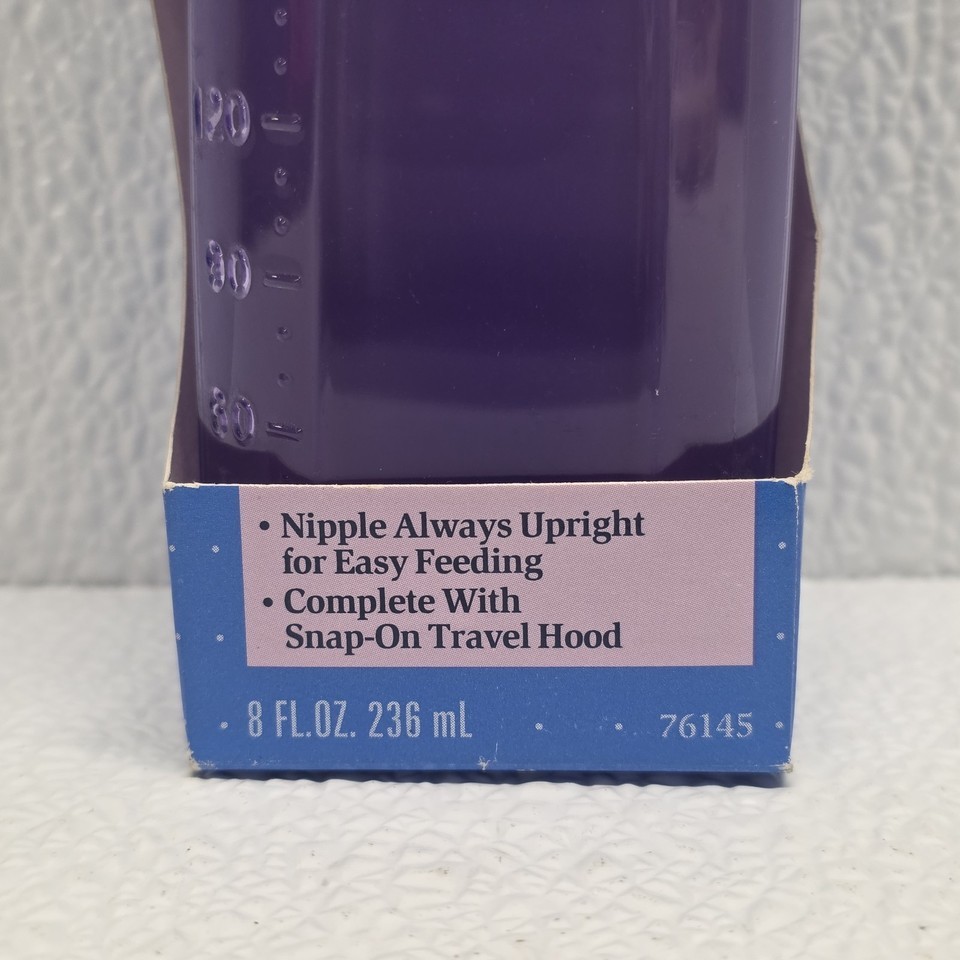 120
90
60
• Nipple Always Upright
for Easy Feeding
• Complete With
Snap-On Travel Hood
8 FL.OZ. 236 mL
76145